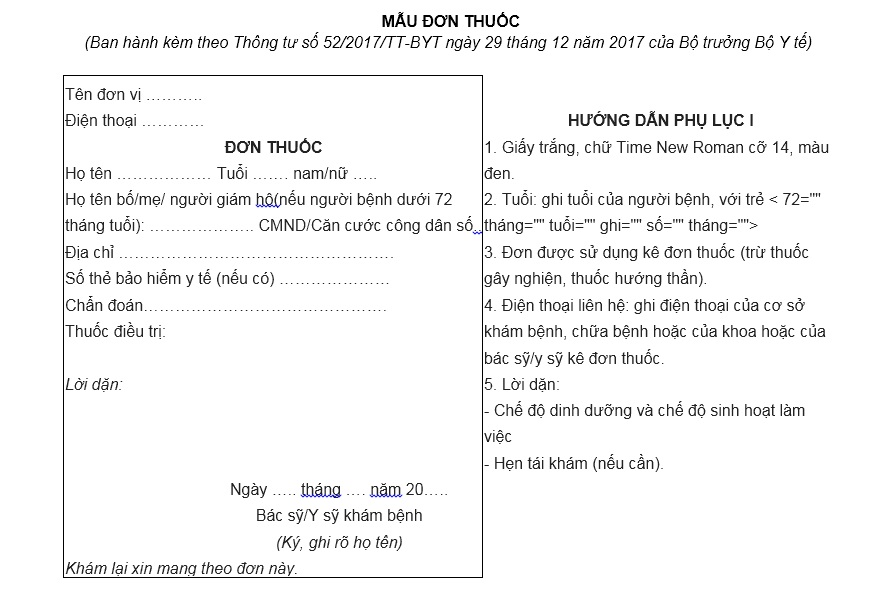 MẪU ĐƠN THUỐC
(Ban hành kèm theo Thông tư số 52/2017/TT-BYT ngày 29 tháng 12 năm 2017 của Bộ trưởng Bộ Y tế)
Tên đơn vị ………..
Điện thoại …………
ĐƠN THUỐC
Họ tên ……………… Tuổi ……. nam/nữ …..
Họ tên bố/mẹ/ người giám hộ(nếu người bệnh dưới 72
tháng tuổi): ……………….. CMND/Căn cước công dân số..
Địa chỉ …………………………………………….
Số thẻ bảo hiểm y tế (nếu có) …………………
Chẩn đoán……………………………………….
Thuốc điều trị:
Lời dặn:
Ngày ….. tháng …. năm 20…..
Bác sỹ/Y sỹ khám bệnh
(Ký, ghi rõ họ tên)
Khám lại xin mang theo đơn này.
HƯỚNG DẪN PHỤ LỤC I
1. Giấy trắng, chữ Time New Roman cỡ 14, màu
đen.
2. Tuổi: ghi tuổi của người bệnh, với trẻ < 72=""
tháng="" tuổi="" ghi="" số="" tháng="">
3. Đơn được sử dụng kê đơn thuốc (trừ thuốc
gây nghiện, thuốc hướng thần).
4. Điện thoại liên hệ: ghi điện thoại của cơ sở
khám bệnh, chữa bệnh hoặc của khoa hoặc của
bác sỹ/y sỹ kê đơn thuốc.
5. Lời dặn:
- Chế độ dinh dưỡng và chế độ sinh hoạt làm
việc
- Hẹn tái khám (nếu cần).